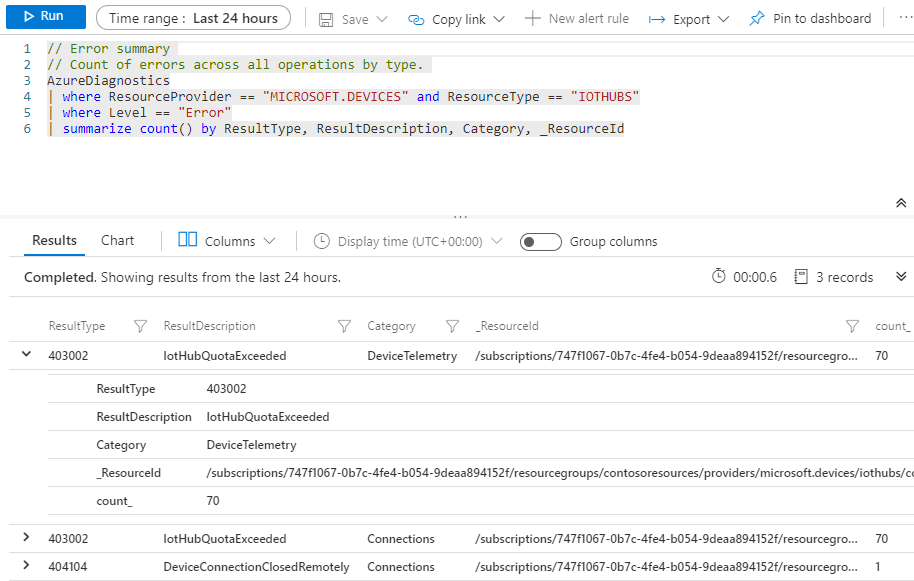 Run Time range : Last 24 hours Save Copy link New alert rule Export Pin to dashboard ...
1 // Error summary
2 // Count of errors across all operations by type.
3 AzureDiagnostics
4 | where ResourceProvider == "MICROSOFT.DEVICES" and ResourceType == "IOTHUBS"
5 | where Level == "Error"
6 | summarize count() by ResultType, ResultDescription, Category, _ResourceId
Results Chart Columns Display time (UTC+00:00) Group columns
Completed. Showing results from the last 24 hours. 00:00.6 3 records
ResultType ResultDescription Category _ResourceId count_
403002 IotHubQuotaExceeded DeviceTelemetry /subscriptions/747f1067-0b7c-4fe4-b054-9deaa894152f/resourcegro... 70
ResultType 403002
ResultDescription IotHubQuotaExceeded
Category DeviceTelemetry
_ResourceId /subscriptions/747f1067-0b7c-4fe4-b054-9deaa894152f/resourcegroups/contosoresources/providers/microsoft.devices/iothubs/co
count_ 70
403002 IotHubQuotaExceeded Connections /subscriptions/747f1067-0b7c-4fe4-b054-9deaa894152f/resourcegro... 70
404104 DeviceConnectionClosedRemotely Connections /subscriptions/747f1067-0b7c-4fe4-b054-9deaa894152f/resourcegro... 1